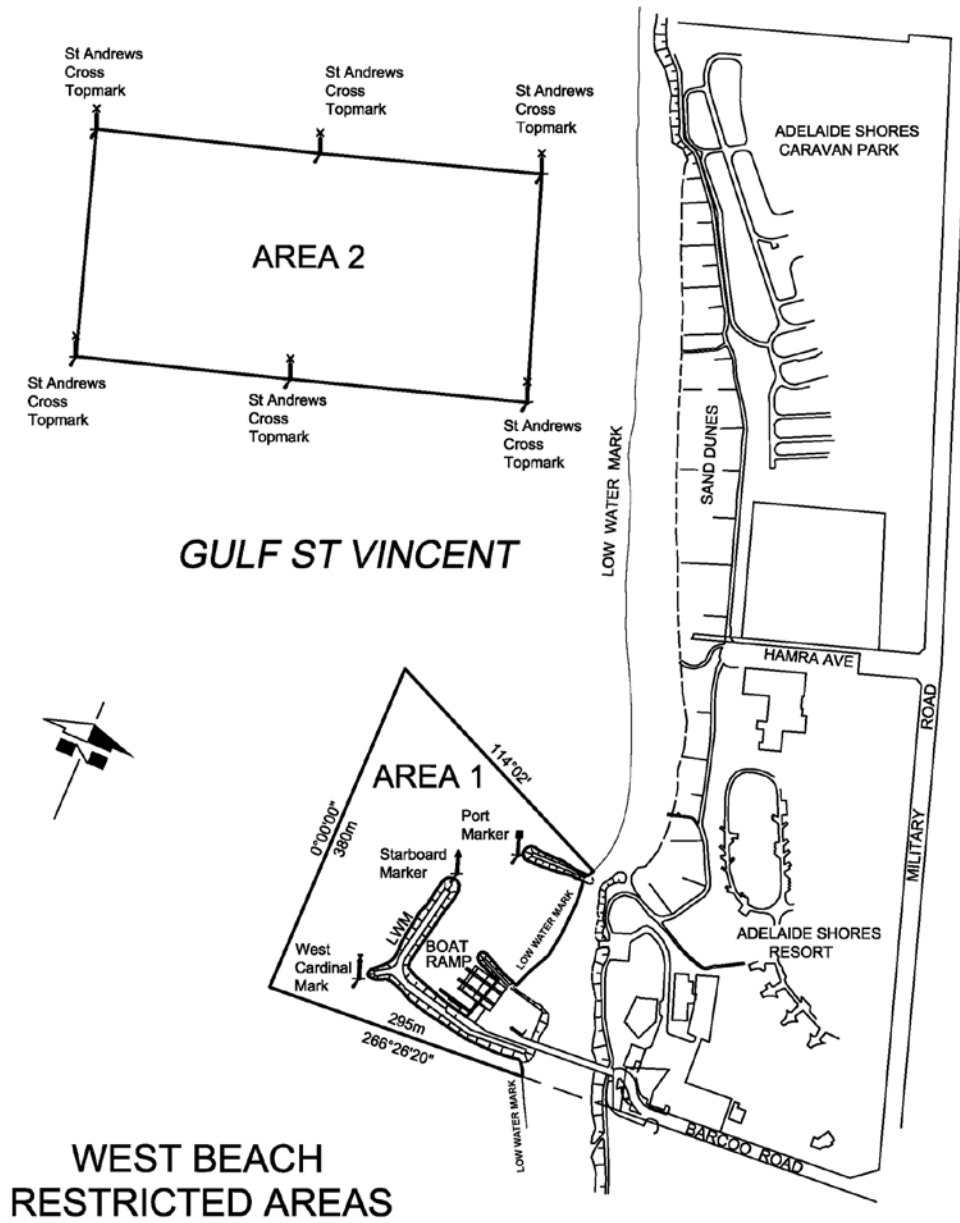 St Andrews
Cross
Topmark
St Andrews
Cross
Topmark
St Andrews
Cross
Topmark
ADELAIDE SHORES
CARAVAN PARK
AREA 2
St Andrews
Cross
Topmark
St Andrews
Cross
Topmark
St Andrews
Cross
Topmark
LOW WATER MARK
SAND DUNES
GULF ST VINCENT
HAMRA AVE
MILITARY ROAD
AREA 1
114°02'
0°00'00"
380m
Port
Marker
Starboard
Marker
LWM
BOAT
RAMP
LOW WATER MARK
West
Cardinal
Mark
ADELAIDE SHORES
RESORT
295m
266°26'20"
LOW WATER MARK
BARCOO ROAD
WEST BEACH
RESTRICTED AREAS